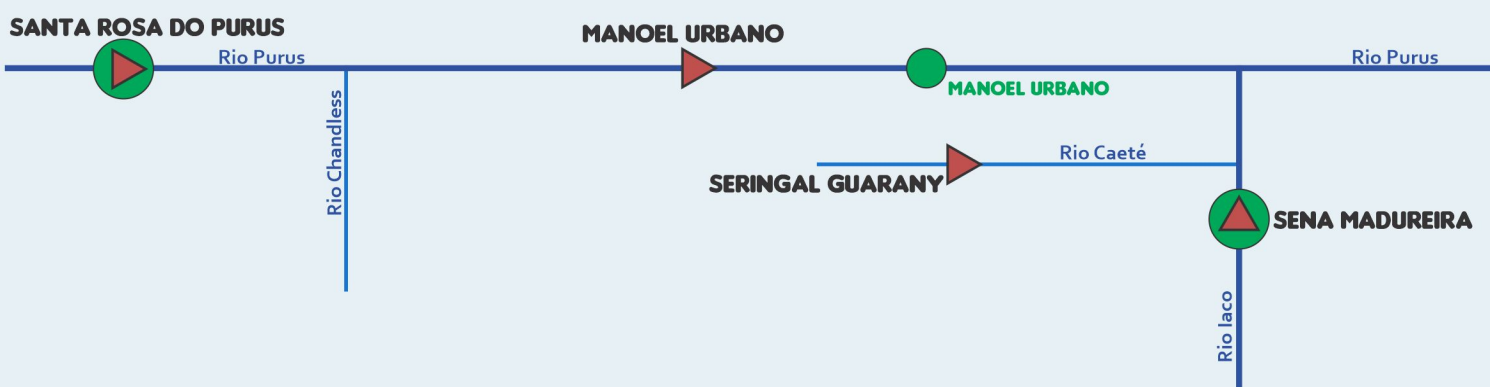 SANTA ROSA DO PURUS
MANOEL URBANO
Rio Purus
Rio Purus
MANOEL URBANO
Rio Chandless
Rio Caeté
SERINGAL GUARANY
SENA MADUREIRA
Rio Iaco